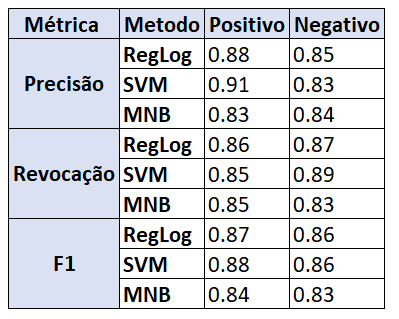 Métrica Metodo Positivo Negativo
Precisão RegLog 0.88 0.85
SVM 0.91 0.83
MNB 0.83 0.84
Revocação RegLog 0.86 0.87
SVM 0.85 0.89
MNB 0.85 0.83
F1 RegLog 0.87 0.86
SVM 0.88 0.86
MNB 0.84 0.83